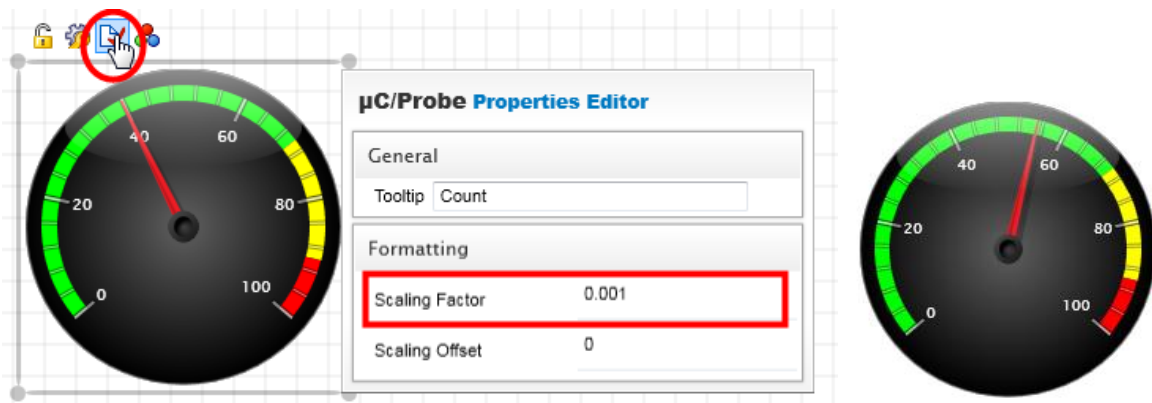 40
60
20
80
0
100
µC/Probe Properties Editor
General
Tooltip Count
Formatting
Scaling Factor 0.001
Scaling Offset 0
40
60
20
80
0
100